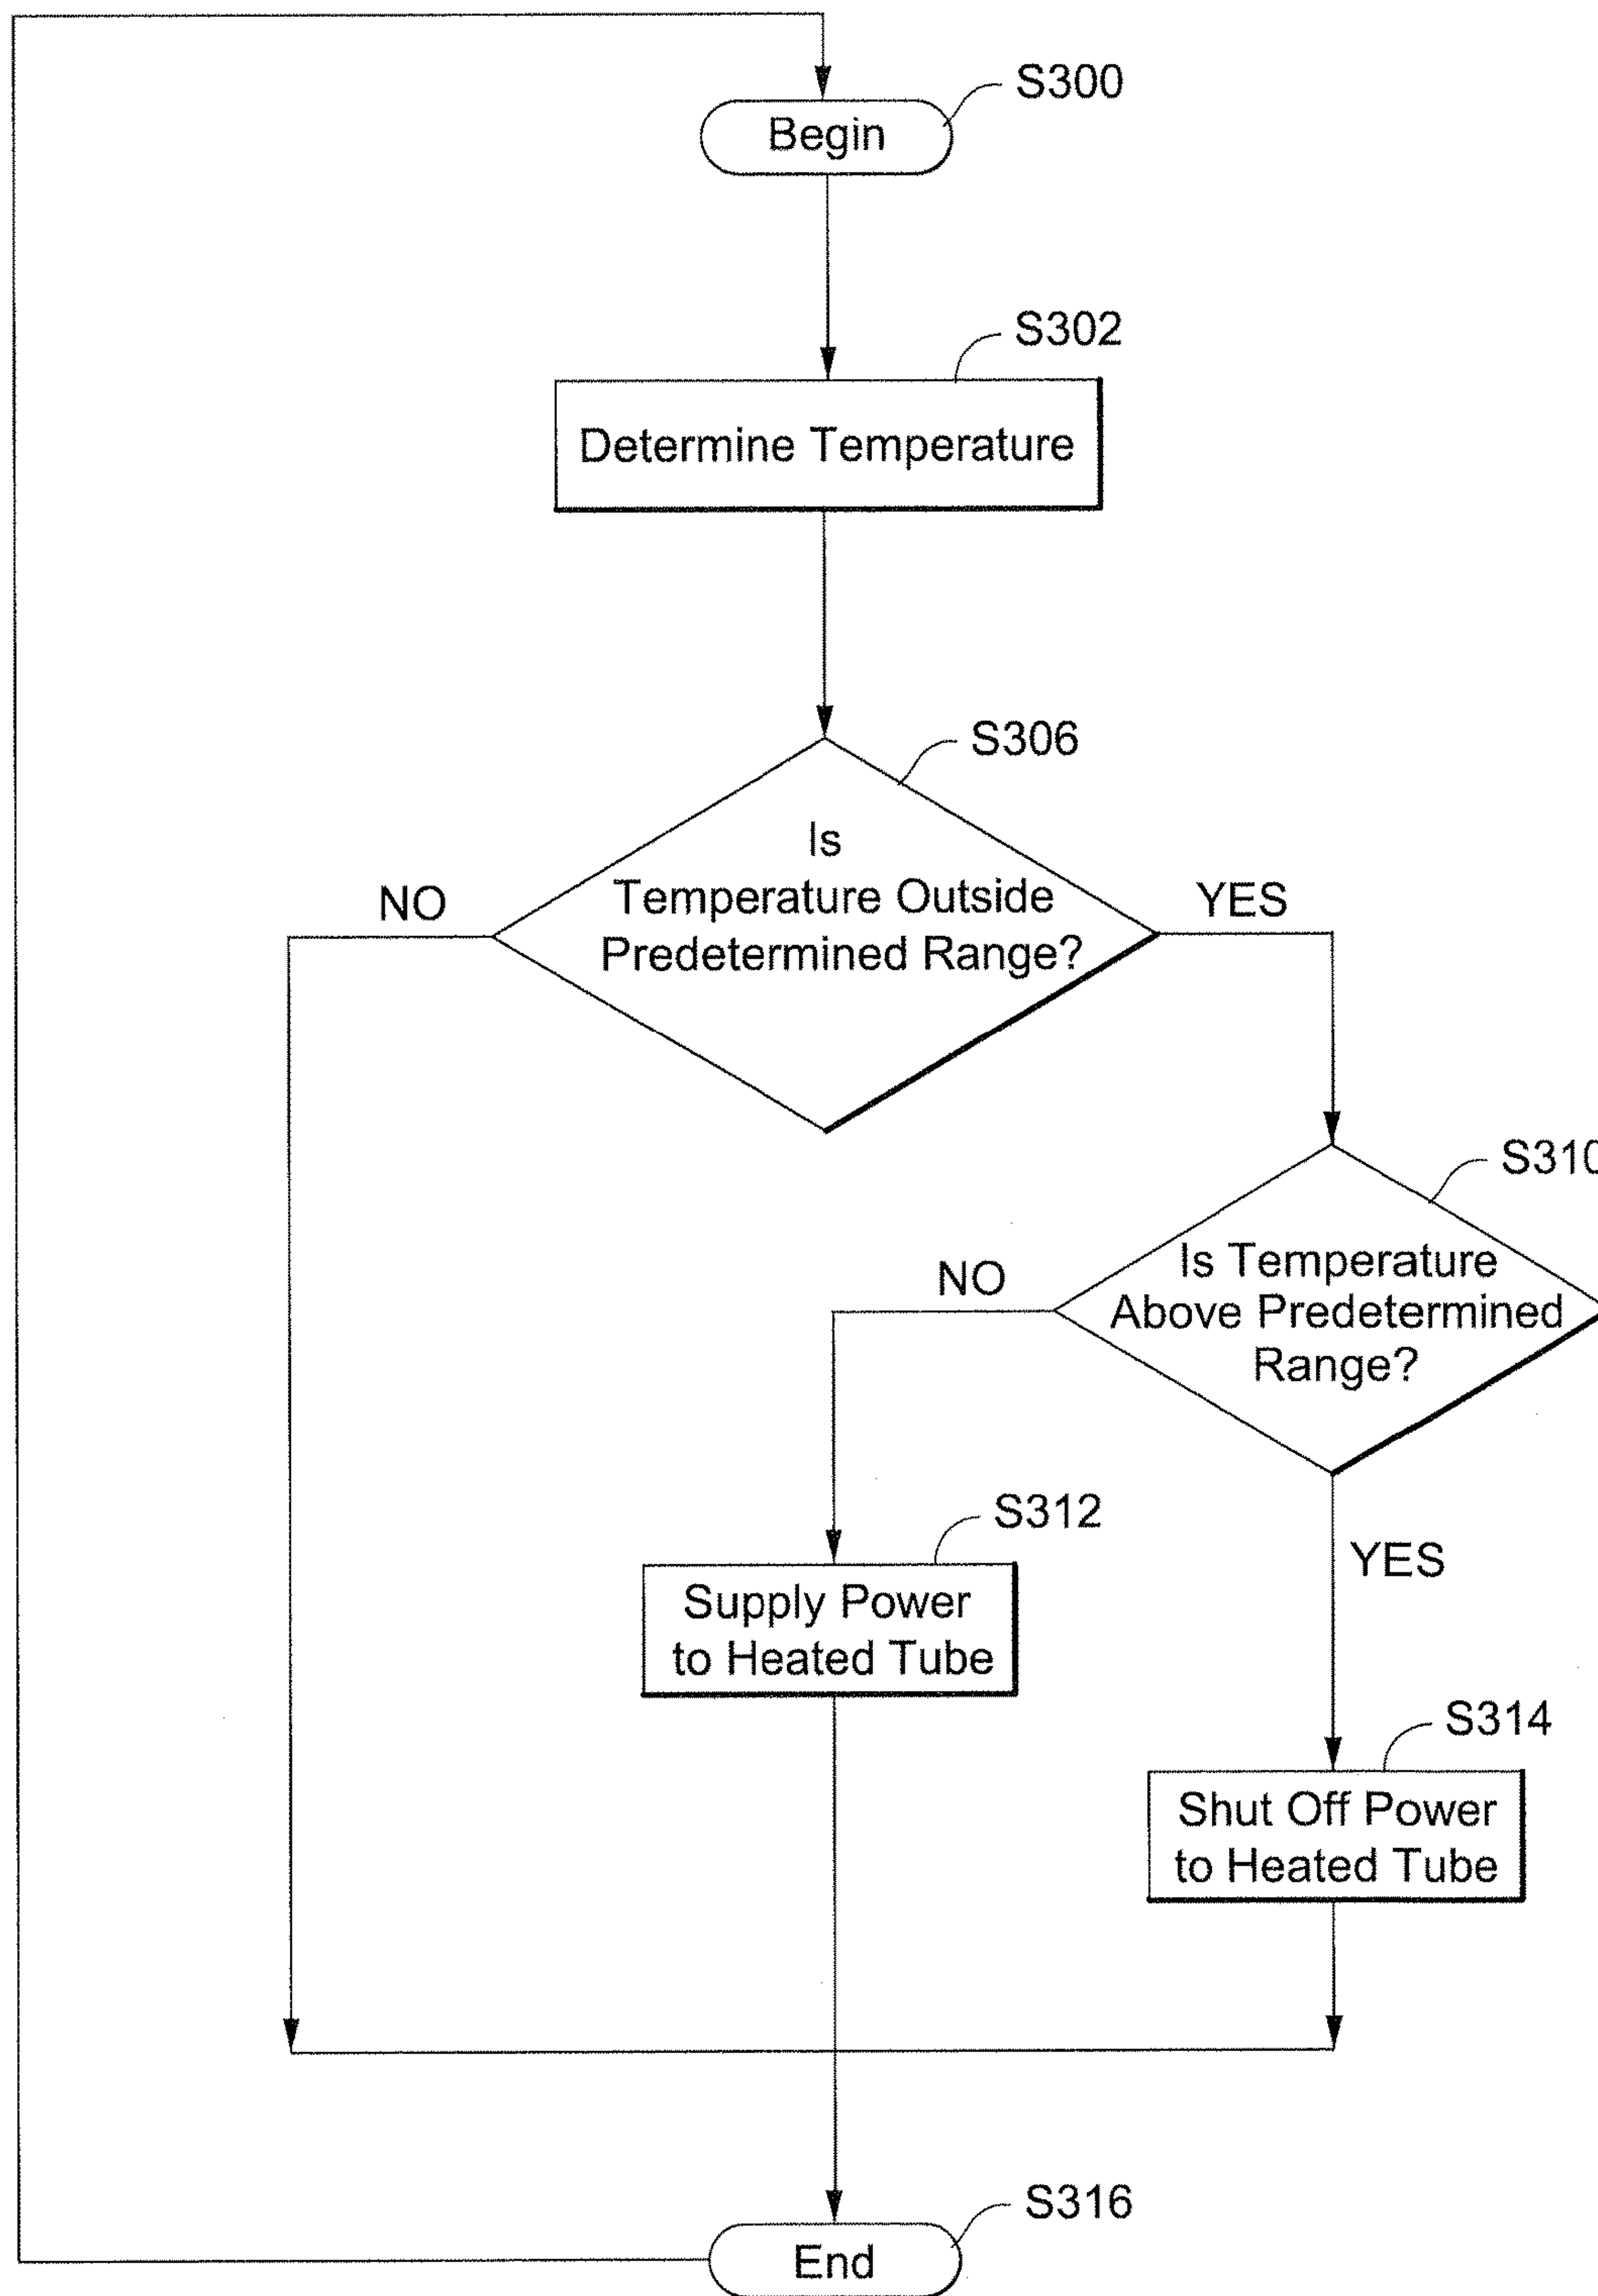 S300
Begin
S302
Determine Temperature
S306
Is
Temperature Outside
Predetermined Range?
NO
YES
S310
Is Temperature
Above Predetermined
Range?
NO
YES
S312
Supply Power
to Heated Tube
S314
Shut Off Power
to Heated Tube
S316
End